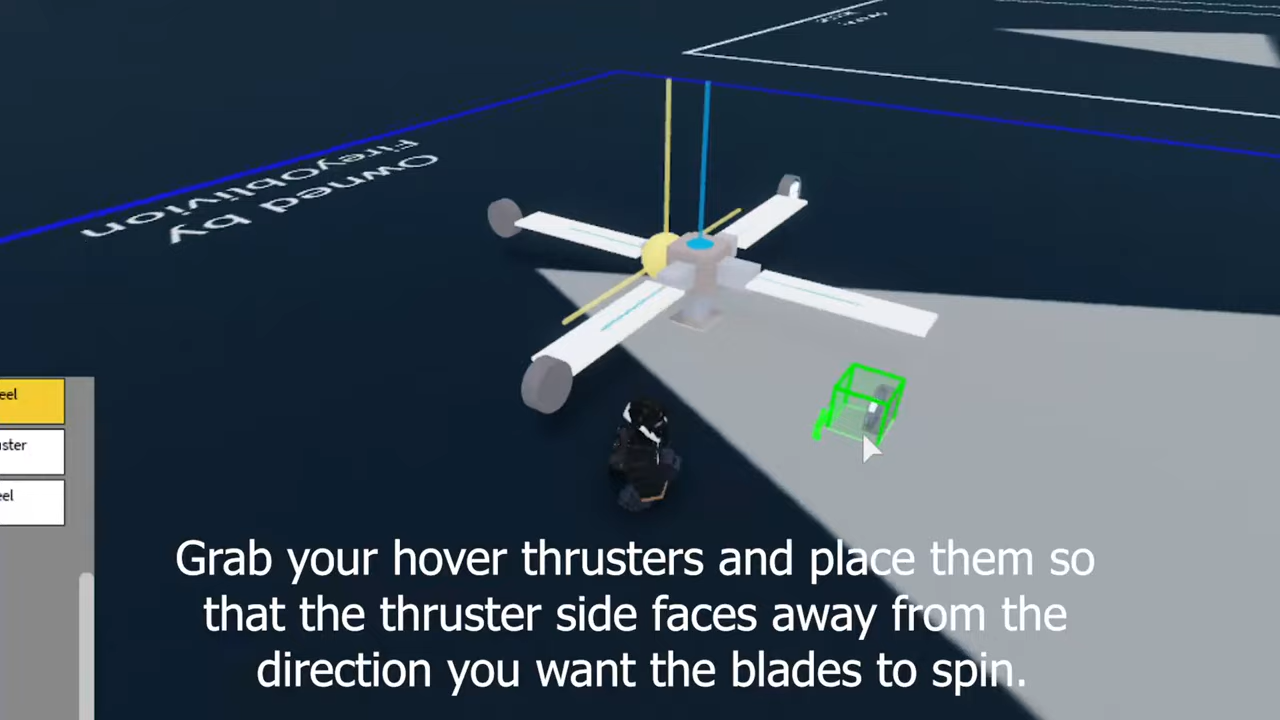 Owned by
FireyOblivion
eel
uster
eel
Grab your hover thrusters and place them so
that the thruster side faces away from the
direction you want the blades to spin.